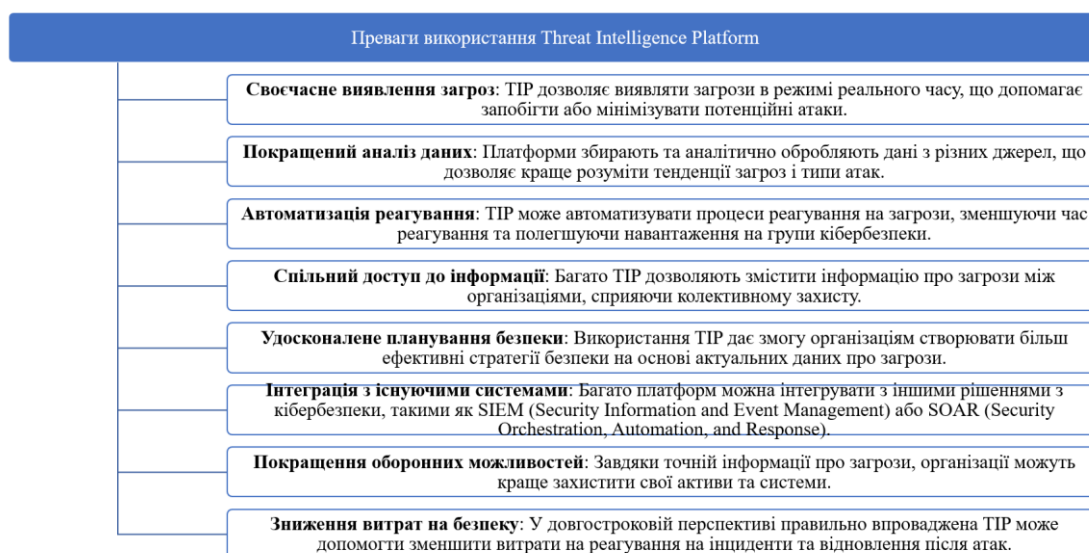 Преваги використання Threat Intelligence Platform
Своєчасне виявлення загроз: TIP дозволяє виявляти загрози в режимі реального часу, що допомагає
запобігти або мінімізувати потенційні атаки.
Покращений аналіз даних: Платформи збирають та аналітично обробляють дані з різних джерел, що
дозволяє краще розуміти тенденції загроз і типи атак.
Автоматизація реагування: TIP може автоматизувати процеси реагування на загрози, зменшуючи час
реагування та полегшуючи навантаження на групи кібербезпеки.
Спільний доступ до інформації: Багато TIP дозволяють змістити інформацію про загрози між
організаціями, сприяючи колективному захисту.
Удосконалене планування безпеки: Використання TIP дає змогу організаціям створювати більш
ефективні стратегії безпеки на основі актуальних даних про загрози.
Інтеграція з існуючими системами: Багато платформ можна інтегрувати з іншими рішеннями з
кібербезпеки, такими як SIEM (Security Information and Event Management) або SOAR (Security
Orchestration, Automation, and Response).
Покращення оборонних можливостей: Завдяки точній інформації про загрози, організації можуть
краще захистити свої активи та системи.
Зниження витрат на безпеку: У довгостроковій перспективі правильно впроваджена TIP може
допомогти зменшити витрати на реагування на інциденти та відновлення після атак.